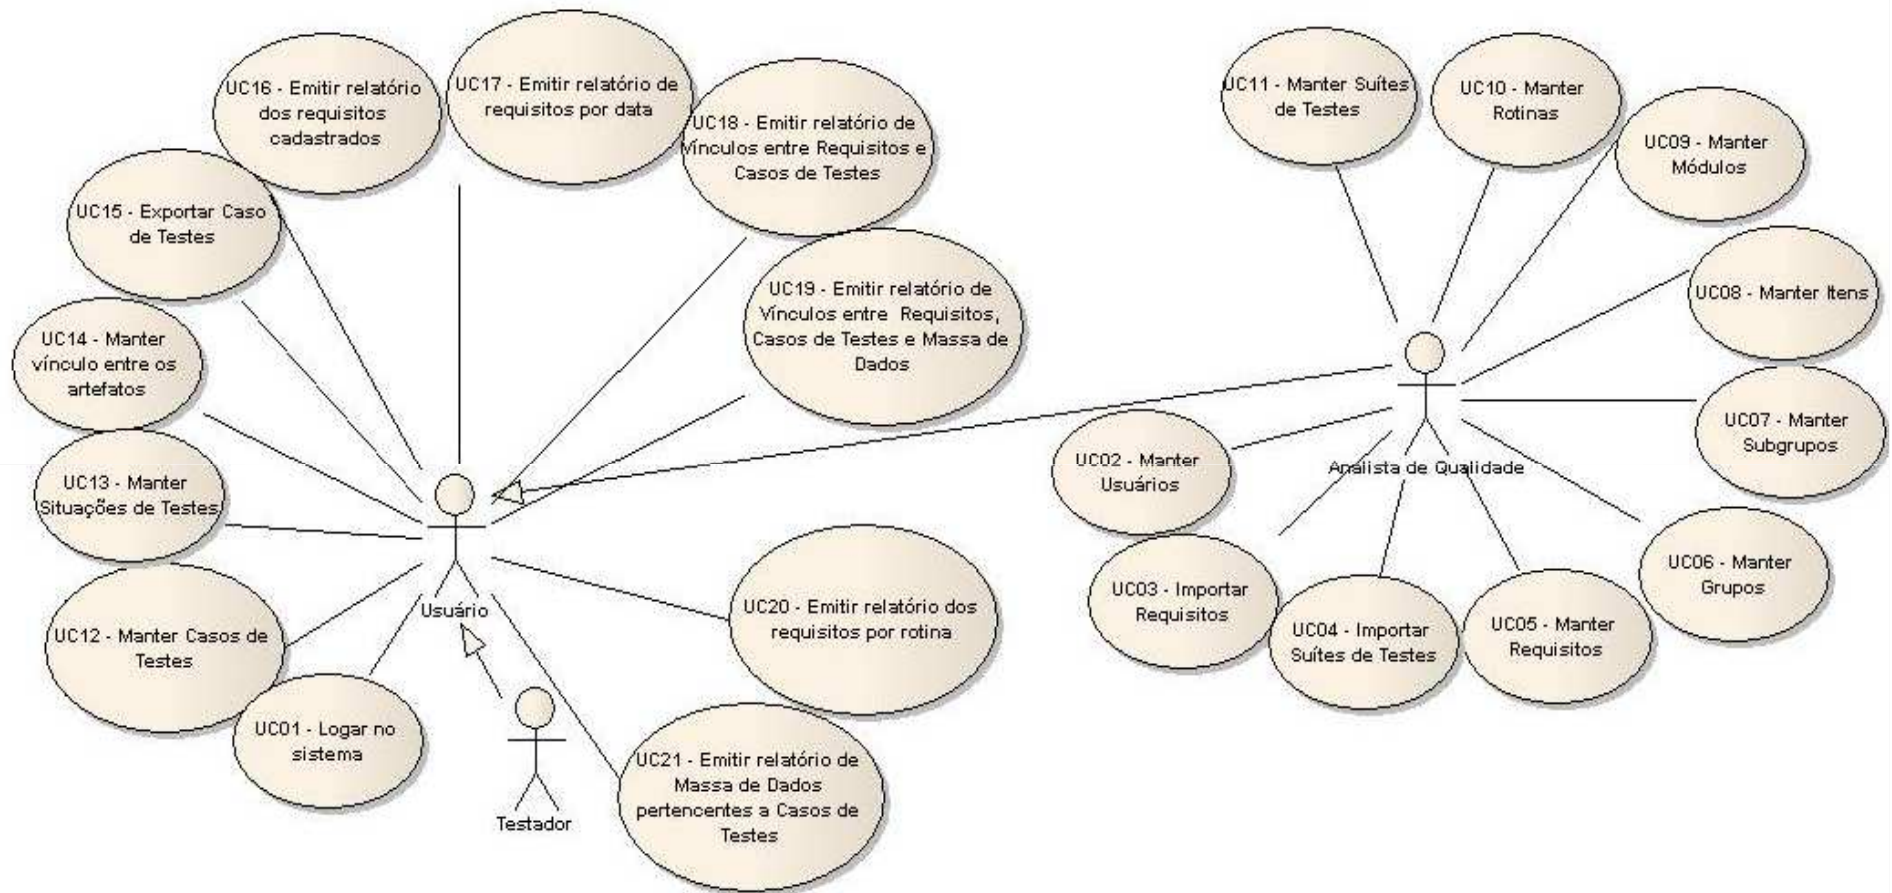 UC16 - Emitir relatório
dos requisitos
cadastrados
UC17 - Emitir relatório de
requisitos por data
UC18 - Emitir relatório de
Vínculos entre Requisitos e
Casos de Testes
UC15 - Exportar Caso
de Testes
UC19 - Emitir relatório de
Vínculos entre Requisitos,
Casos de Testes e Massa de
Dados
UC14 - Manter
vínculo entre os
artefatos
UC13 - Manter
Situações de Testes
UC12 - Manter Casos de
Testes
UC01 - Logar no
sistema
Usuário
Testador
UC20 - Emitir relatório dos
requisitos por rotina
UC21 - Emitir relatório de
Massa de Dados
pertencentes a Casos de
Testes
UC11 - Manter Suítes
de Testes
UC10 - Manter
Rotinas
UC09 - Manter
Módulos
UC08 - Manter Itens
UC07 - Manter
Subgrupos
Analista de Qualidade
UC02 - Manter
Usuários
UC03 - Importar
Requisitos
UC04 - Importar
Suítes de Testes
UC05 - Manter
Requisitos
UC06 - Manter
Grupos